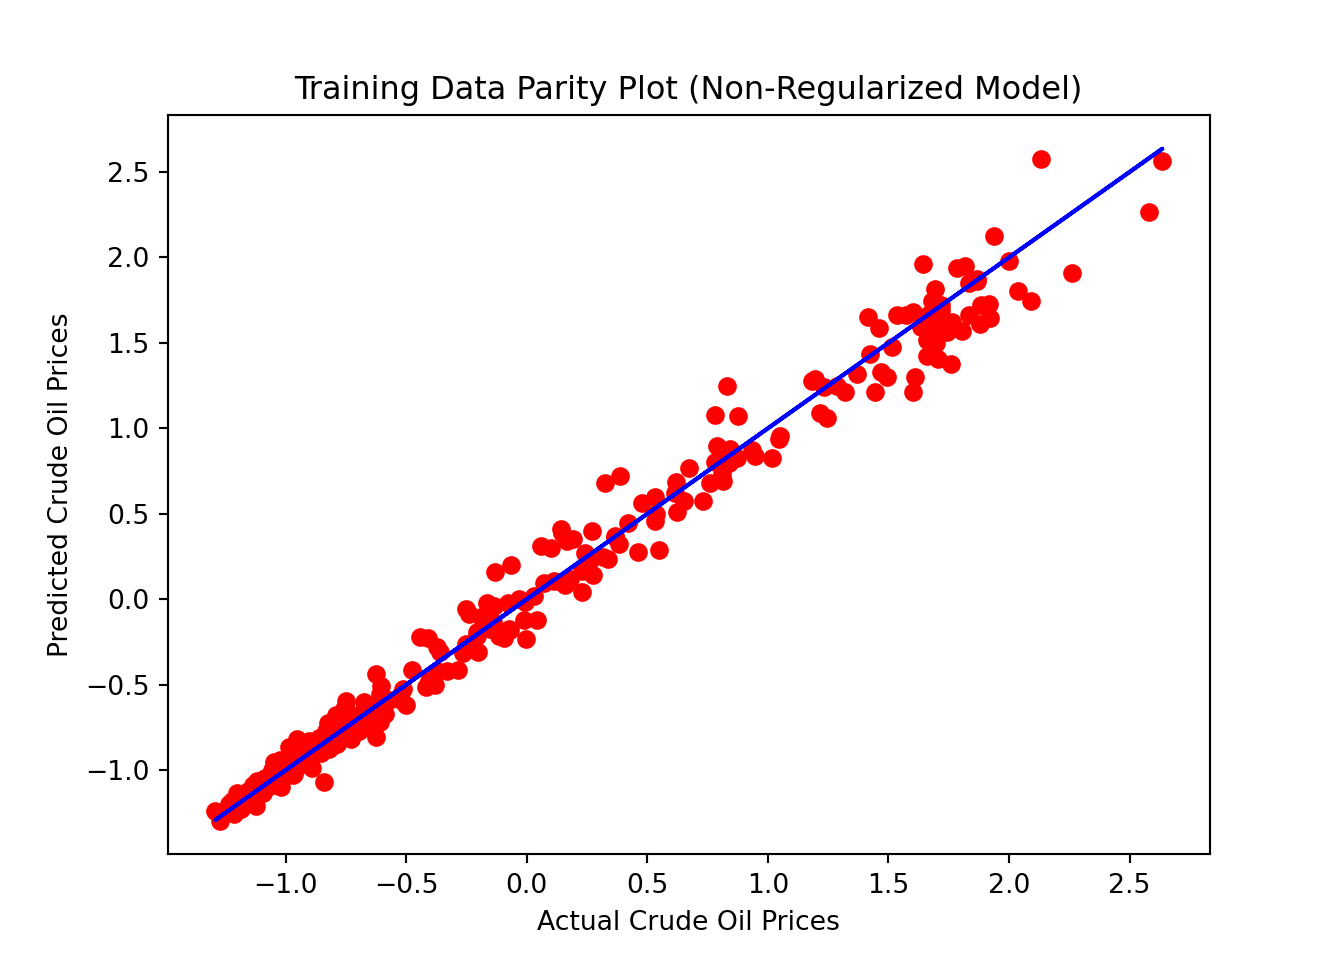 Training Data Parity Plot (Non-Regularized Model)
2.5
2.0
1.5
1.0
0.5
0.0
−0.5
−1.0
Predicted Crude Oil Prices
−1.0 −0.5 0.0 0.5 1.0 1.5 2.0 2.5
Actual Crude Oil Prices